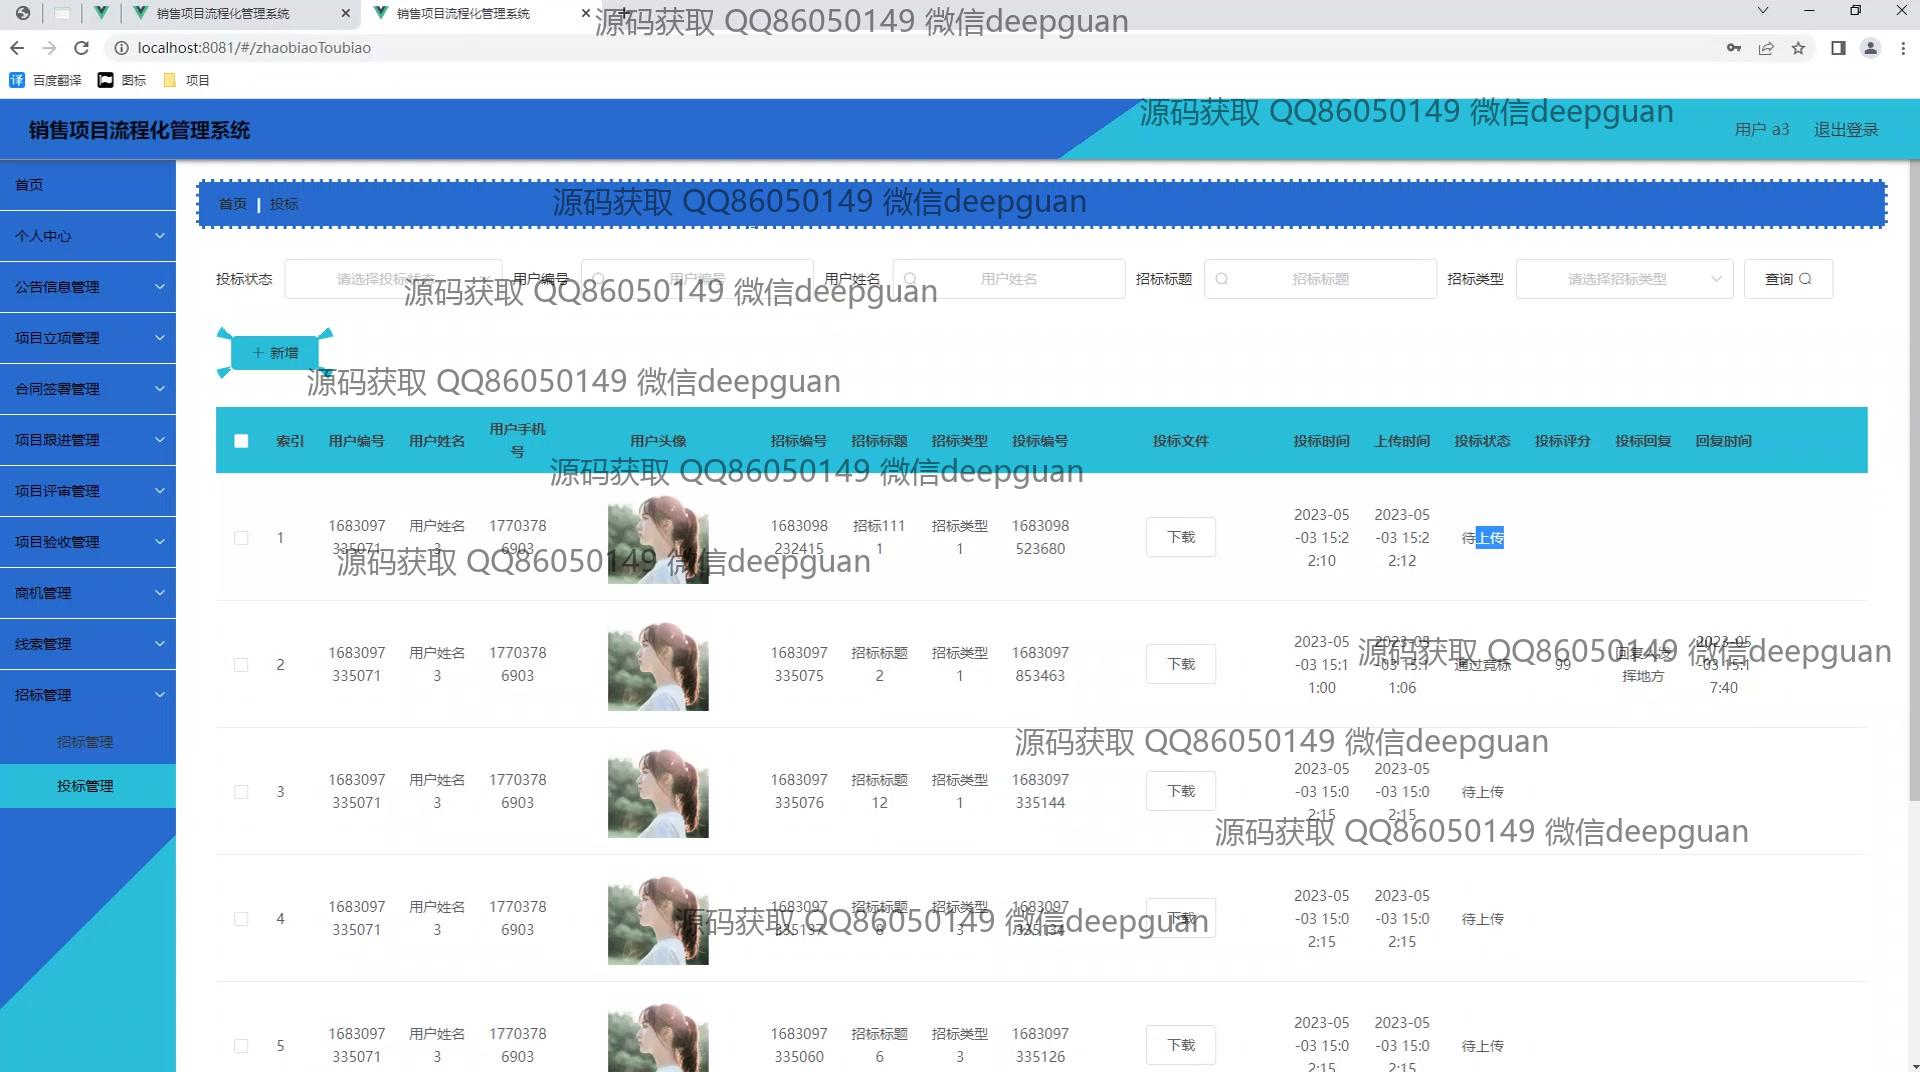 销售项目流程化管理系统
销售项目流程化管理系统
源码获取 QQ86050149 微信deepguan
localhost:8081/#/zhaobiaoToubiao
百度翻译 图标 项目
销售项目流程化管理系统
源码获取 QQ86050149 微信deepguan
用户 a3 退出登录
首页
个人中心
公告信息管理
项目立项管理
合同签署管理
项目跟进管理
项目评审管理
项目验收管理
商机管理
线索管理
招标管理
招标管理
投标管理
首页 | 投标
源码获取 QQ86050149 微信deepguan
投标状态 请选择投标状态 用户编号 用户编号 用户姓名 用户姓名 招标标题 招标标题 招标类型 请选择招标类型 查询
源码获取 QQ86050149 微信deepguan
新增
源码获取 QQ86050149 微信deepguan
索引 用户编号 用户姓名 用户手机号 用户头像 招标编号 招标标题 招标类型 投标编号 投标文件 投标时间 上传时间 投标状态 投标评分 投标回复 回复时间
源码获取 QQ86050149 微信deepguan
1 1683097335071 用户姓名3 17703786903 1683098232415 招标1111 招标类型1 1683098523680 下载 2023-05-03 15:22:10 2023-05-03 15:22:12 待上传
源码获取 QQ86050149 微信deepguan
2 1683097335071 用户姓名3 17703786903 1683097335075 招标标题2 招标类型1 1683097853463 下载 2023-05-03 15:11:00 2023-05-03 15:11:06 通过竞标 99 挥地方 2023-05-03 15:17:40
源码获取 QQ86050149 微信deepguan
源码获取 QQ86050149 微信deepguan
3 1683097335071 用户姓名3 17703786903 1683097335076 招标标题12 招标类型1 1683097335144 下载 2023-05-03 15:02:15 2023-05-03 15:02:15 待上传
源码获取 QQ86050149 微信deepguan
4 1683097335071 用户姓名3 17703786903 1683097335137 招标标题8 招标类型3 下载 2023-05-03 15:02:15 2023-05-03 15:02:15 待上传
源码获取 QQ86050149 微信deepguan
5 1683097335071 用户姓名3 17703786903 1683097335060 招标标题6 招标类型3 1683097335126 下载 2023-05-03 15:02:15 2023-05-03 15:02:15 待上传